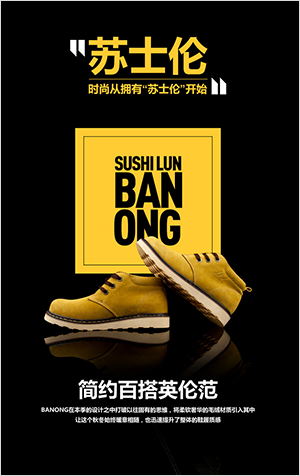 苏士伦
时尚从拥有“苏士伦”开始
SUSHI LUN
BAN
ONG
简约百搭英伦范
BANONG在本季的设计之中打破以往固有的思维，将柔软奢华的毛绒材质引入其中
让这个秋冬始终暖意相随，也迅速提升了整体的鞋履质感